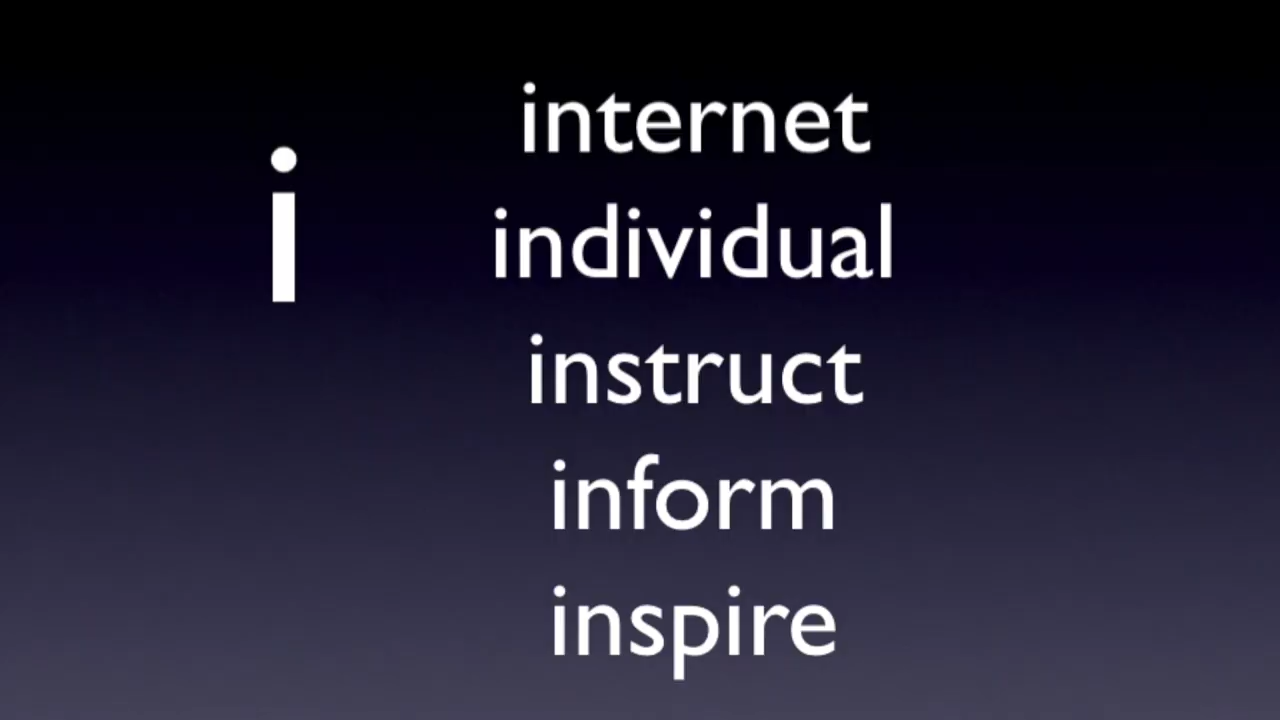 i
internet
individual
instruct
inform
inspire